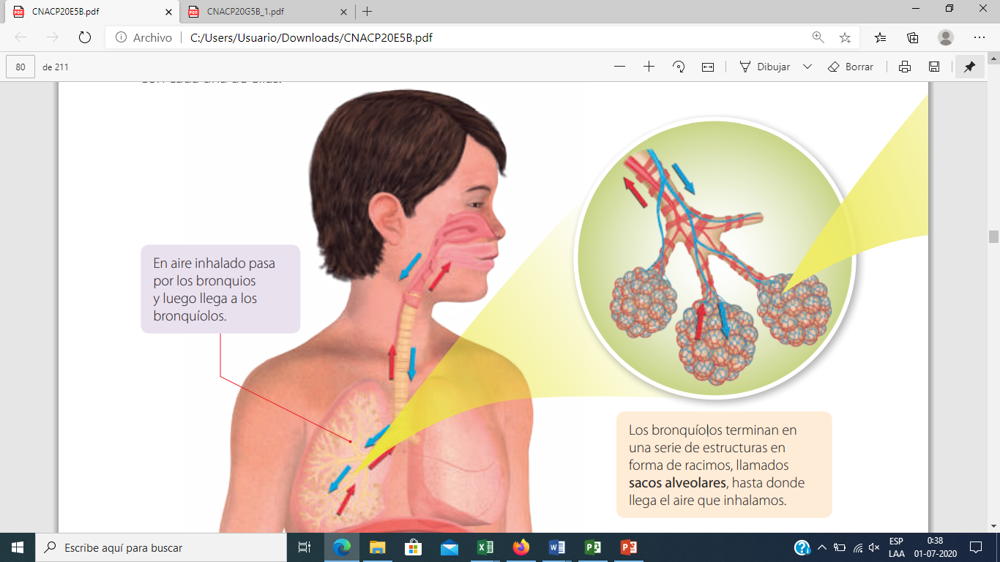 CNACP20E5B.pdf
CNACP20G5B_1.pdf
Archivo
C:/Users/Usuario/Downloads/CNACP20E5B.pdf
80 de 211
Dibujar
Borrar
En aire inhalado pasa
por los bronquios
y luego llega a los
bronquíolos.
Los bronquíolos terminan en
una serie de estructuras en
forma de racimos, llamados
sacos alveolares, hasta donde
llega el aire que inhalamos.
Escribe aquí para buscar
ESP
LAA
0:38
01-07-2020